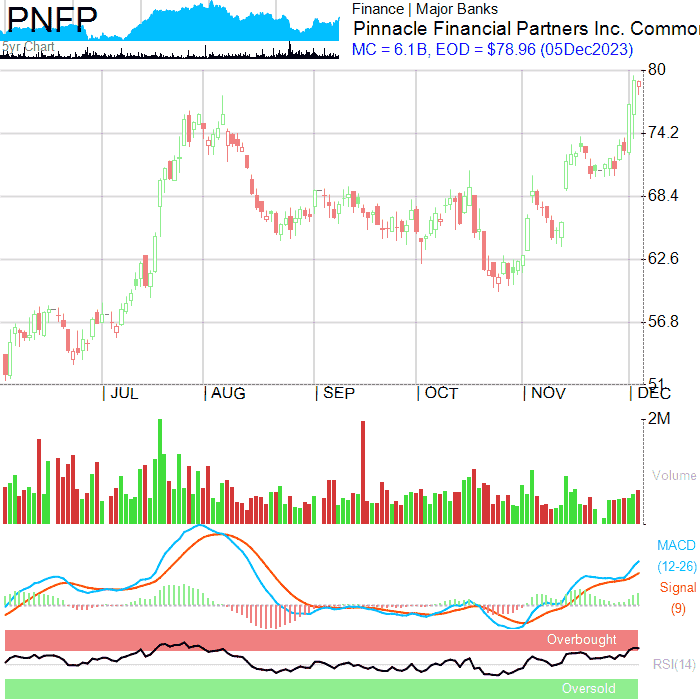 PNFP
5yr Chart
Finance | Major Banks
Pinnacle Financial Partners Inc. Common
MC = 6.1B, EOD = $78.96 (05Dec2023)
80
74.2
68.4
62.6
56.8
51
JUL AUG SEP OCT NOV DEC
2M
Volume
MACD
(12-26)
Signal
(9)
Overbought
RSI(14)
Oversold